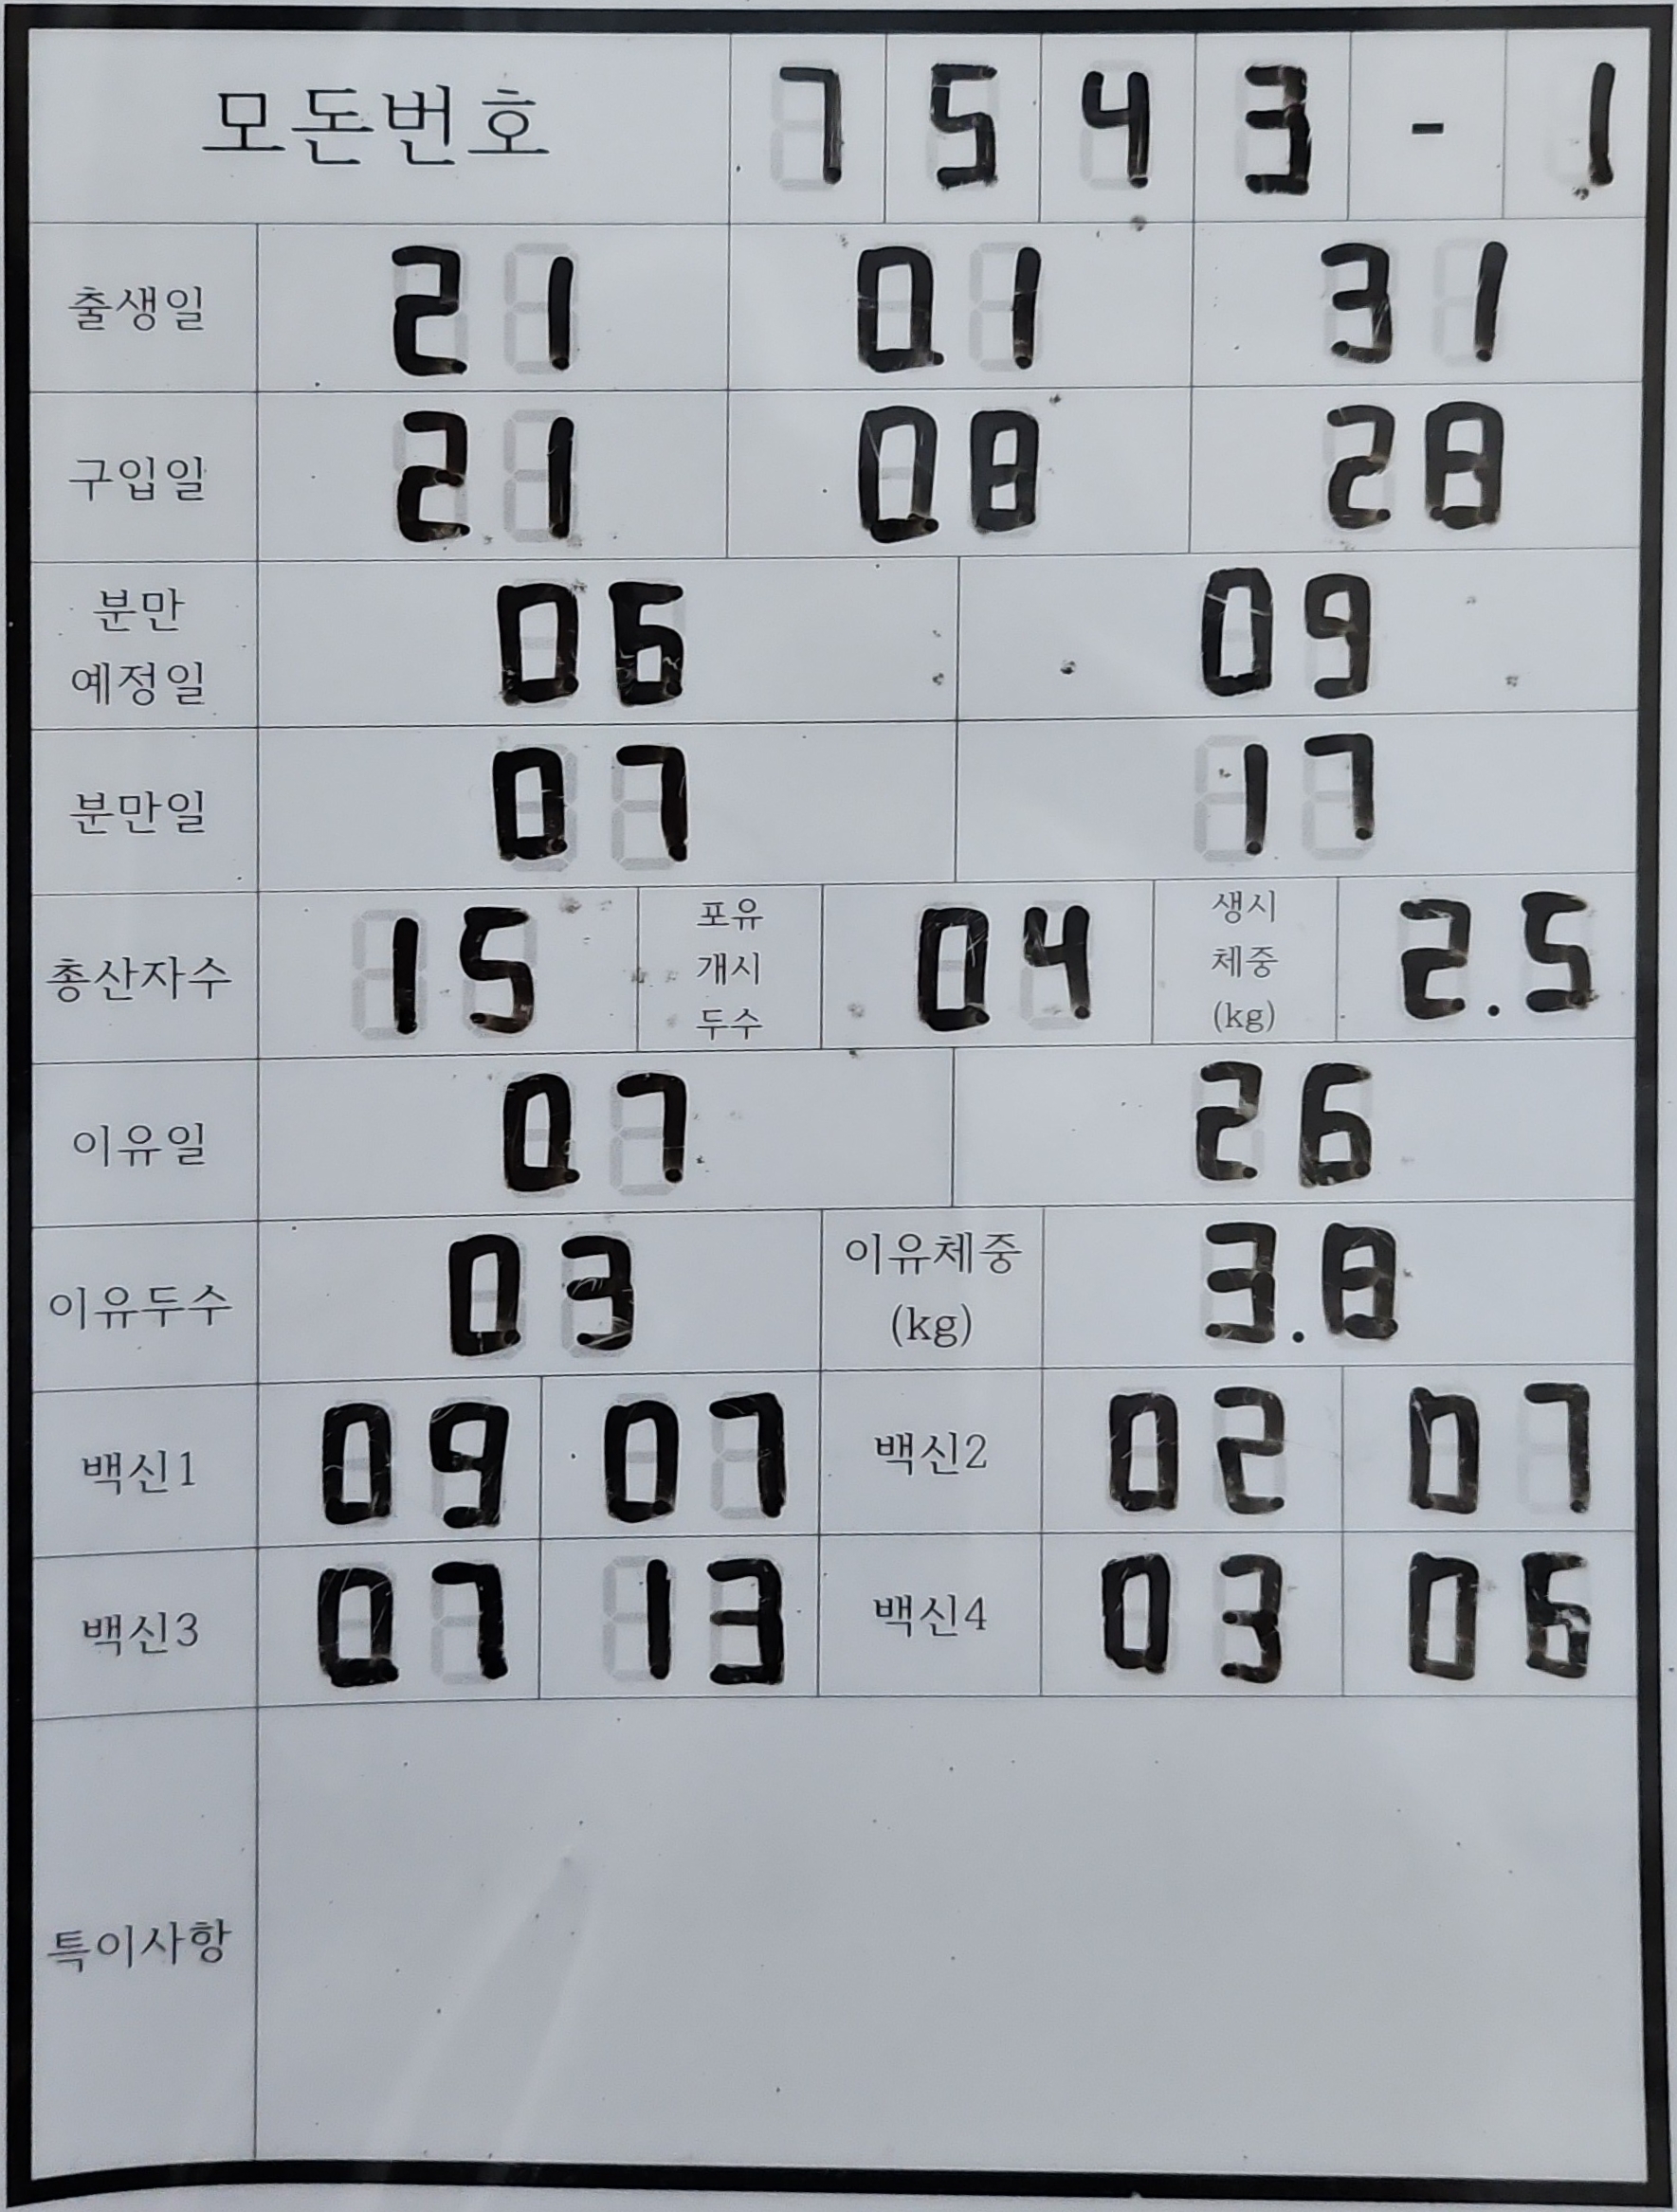 모돈번호 7 5 4 3 - 1
출생일 21 01 31
구입일 21 08 28
분만 예정일 06 09
분만일 07 17
총산자수 15 포유 개시 두수 04 생시 체중 (kg) 2.5
이유일 07 26
이유두수 03 이유체중 (kg) 3.8
백신1 09 07 백신2 02 07
백신3 07 13 백신4 03 06
특이사항